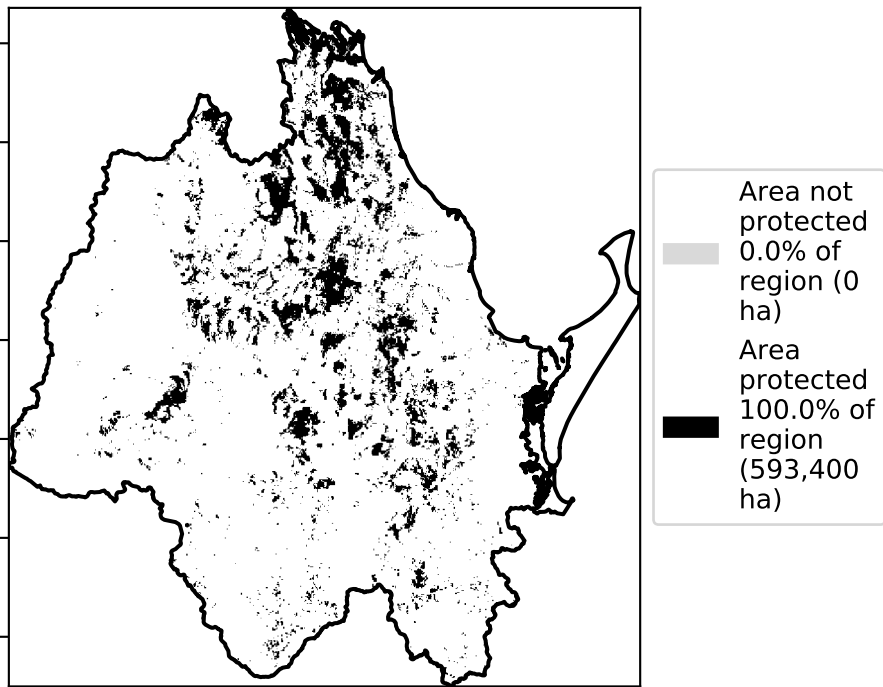 Area not
protected
0.0% of
region (0
ha)
Area
protected
100.0% of
region
(593,400
ha)